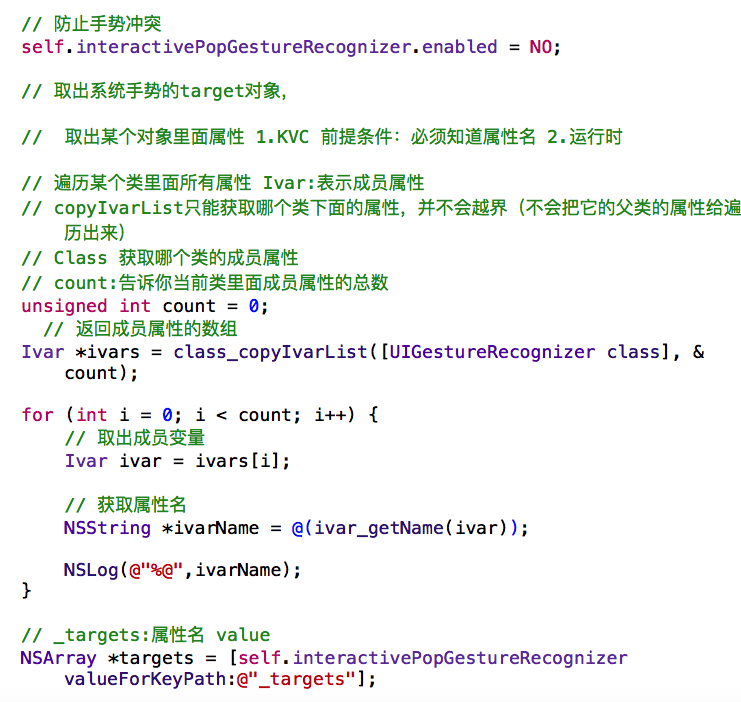 // 防止手势冲突
self.interactivePopGestureRecognizer.enabled = NO;
// 取出系统手势的target对象,
//  取出某个对象里面属性 1.KVC 前提条件：必须知道属性名 2.运行时
// 遍历某个类里面所有属性 Ivar:表示成员属性
// copyIvarList只能获取哪个类下面的属性，并不会越界（不会把它的父类的属性给遍
历出来）
// Class 获取哪个类的成员属性
// count:告诉你当前类里面成员属性的总数
unsigned int count = 0;
// 返回成员属性的数组
Ivar *ivars = class_copyIvarList([UIGestureRecognizer class], &
count);
for (int i = 0; i < count; i++) {
// 取出成员变量
Ivar ivar = ivars[i];
// 获取属性名
NSString *ivarName = @(ivar_getName(ivar));
NSLog(@"%@",ivarName);
}
// _targets:属性名 value
NSArray *targets = [self.interactivePopGestureRecognizer
valueForKeyPath:@"_targets"];